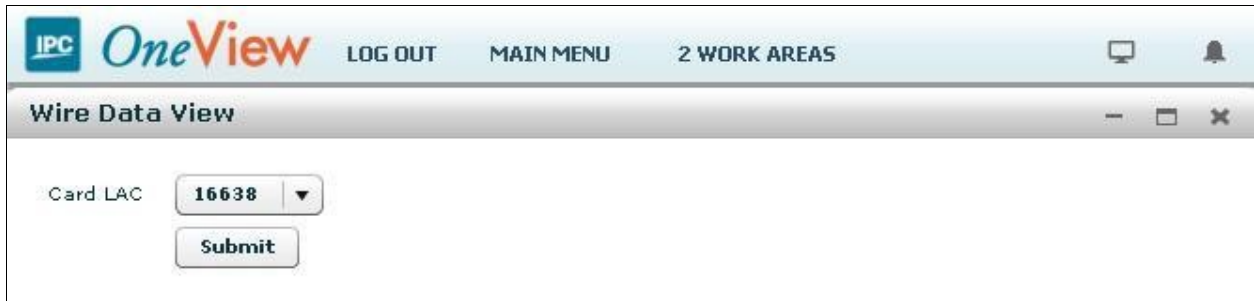 IPC OneView LOG OUT MAIN MENU 2 WORK AREAS
Wire Data View
Card LAC 16638
Submit